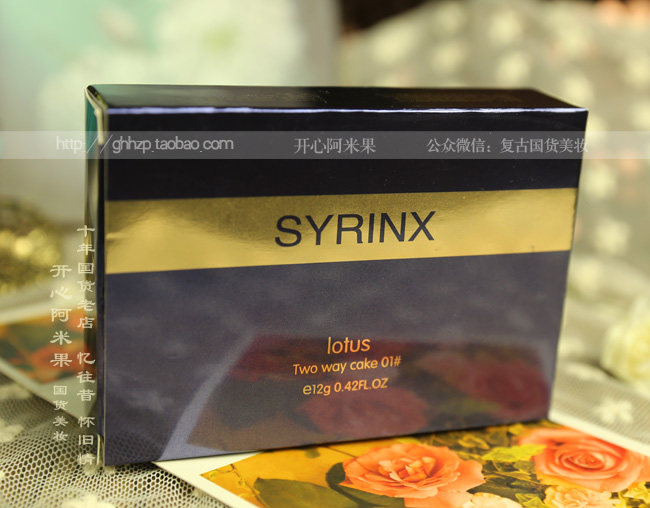 http://ghhzp.taobao.com 开心阿米果 公众微信：复古国货美妆
SYRINX
lotus
Two way cake 01#
e12g 0.42FL.OZ
十年国货老店 忆往昔 怀旧情
开心阿米果 国货美妆